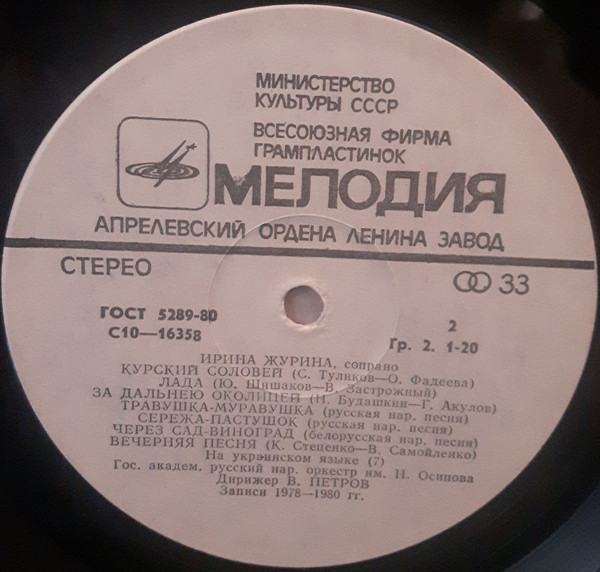 МИНИСТЕРСТВО
КУЛЬТУРЫ СССР
ВСЕСОЮЗНАЯ ФИРМА
ГРАМПЛАСТИНОК
МЕЛОДИЯ
АПРЕЛЕВСКИЙ ОРДЕНА ЛЕНИНА ЗАВОД
СТЕРЕО
33
ГОСТ 5289-80
С10—16358
2
Гр. 2. 1-20
ИРИНА ЖУРИНА, сопрано
КУРСКИЙ СОЛОВЕЙ (С. Туликов—О. Фадеева)
ЛАДА (Ю. Шишаков—В. Застрожный)
ЗА ДАЛЬНЕЮ ОКОЛИЦЕЙ (Н. Будашкин—Г. Акулов)
ТРАВУШКА-МУРАВУШКА (русская нар. песня)
СЕРЕЖА-ПАСТУШОК (русская нар. песня)
ЧЕРЕЗ САД-ВИНОГРАД (белорусская нар. песня)
ВЕЧЕРНЯЯ ПЕСНЯ (К. Стеценко—В. Самойленко)
На украинском языке (7)
Гос. академ. русский нар. оркестр им. Н. Осипова
Дирижер В. ПЕТРОВ
Записи 1978—1980 гг.